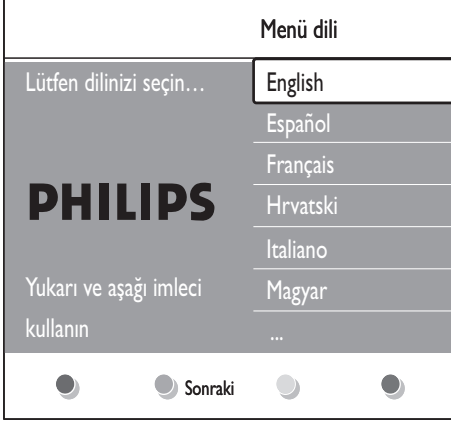 Menü dili
Lütfen dilinizi seçin…
English
Español
Français
PHILIPS
Hrvatski
Italiano
Yukarı ve aşağı imleci
kullanın
Magyar
...
Sonraki